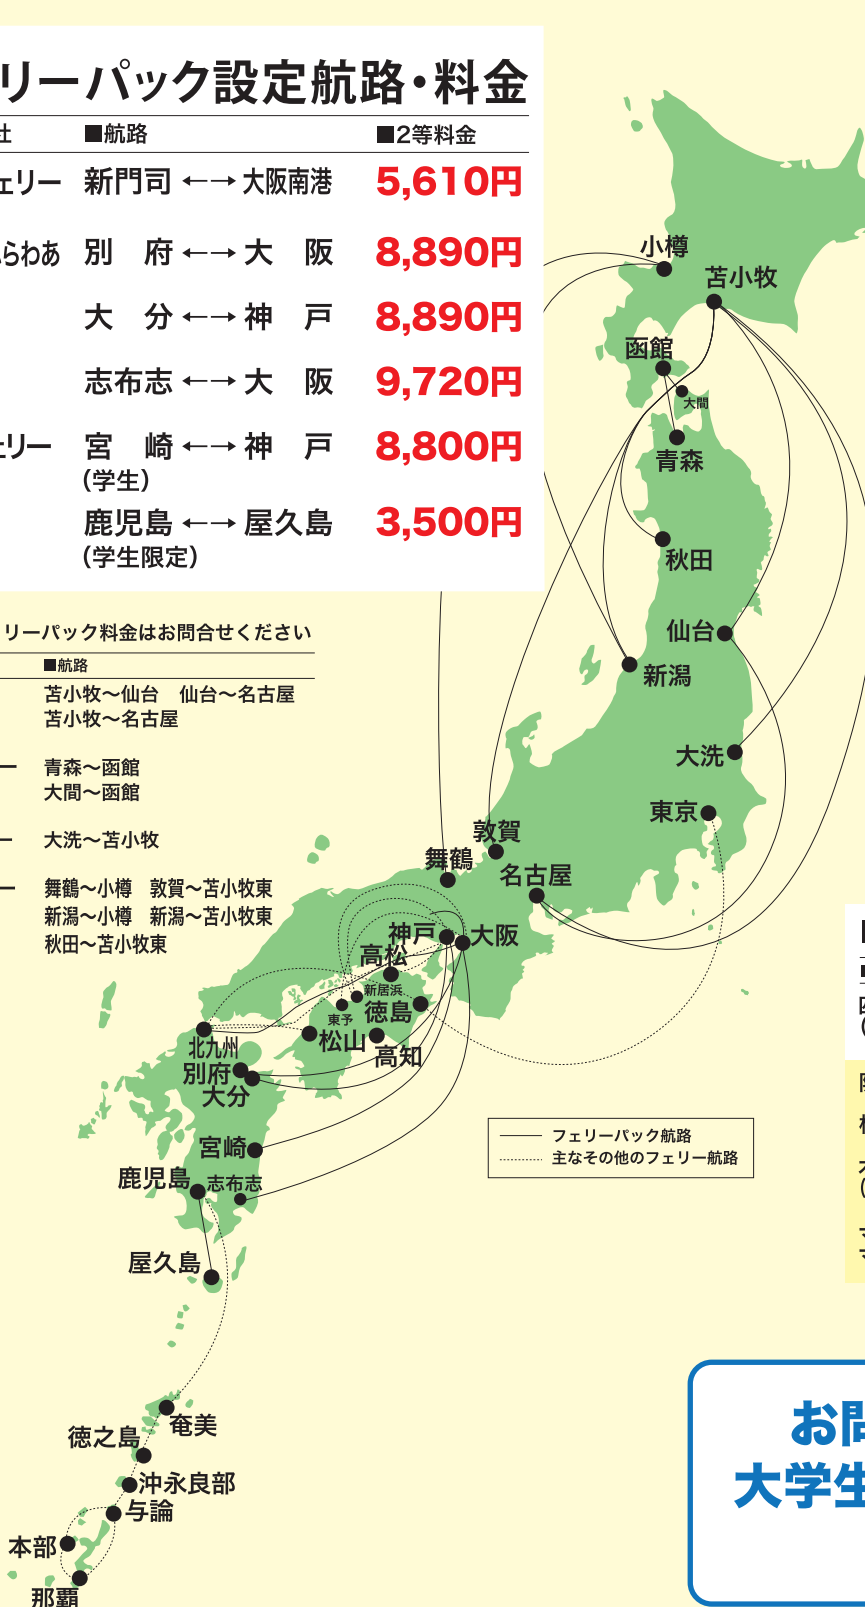 リーパック設定航路・料金
社 ■航路 ■2等料金
ェリー 新門司 ←→ 大阪南港 5,610円
らわあ 別 府 ←→ 大 阪 8,890円
大 分 ←→ 神 戸 8,890円
志布志 ←→ 大 阪 9,720円
ェリー 宮 崎 ←→ 神 戸 8,800円
(学生)
鹿児島 ←→ 屋久島 3,500円
(学生限定)
リーパック料金はお問合せください
■航路
苫小牧〜仙台 仙台〜名古屋
苫小牧〜名古屋
青森〜函館
大間〜函館
大洗〜苫小牧
舞鶴〜小樽 敦賀〜苫小牧東
新潟〜小樽 新潟〜苫小牧東
秋田〜苫小牧東
小樽
苫小牧
函館
大間
青森
秋田
仙台
新潟
大洗
東京
敦賀
舞鶴
名古屋
神戸
大阪
高松
新居浜
東予
徳島
松山
高知
北九州
別府
大分
宮崎
鹿児島
志布志
屋久島
フェリーパック航路
主なその他のフェリー航路
奄美
徳之島
沖永良部
与論
本部
那覇
お問
大学生